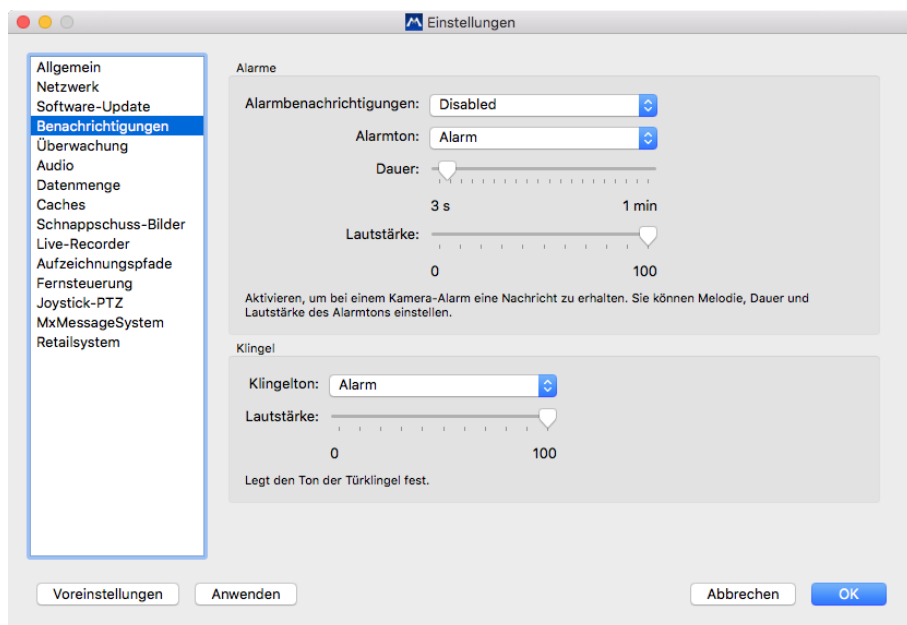 Einstellungen
Allgemein
Netzwerk
Software-Update
Benachrichtigungen
Überwachung
Audio
Datenmenge
Caches
Schnappschuss-Bilder
Live-Recorder
Aufzeichnungspfade
Fernsteuerung
Joystick-PTZ
MxMessageSystem
Retailsystem
Alarme
Alarmbenachrichtigungen: Disabled
Alarmton: Alarm
Dauer:
3 s 1 min
Lautstärke:
0 100
Aktivieren, um bei einem Kamera-Alarm eine Nachricht zu erhalten. Sie können Melodie, Dauer und
Lautstärke des Alarmtons einstellen.
Klingel
Klingelton: Alarm
Lautstärke:
0 100
Legt den Ton der Türklingel fest.
Voreinstellungen Anwenden Abbrechen OK